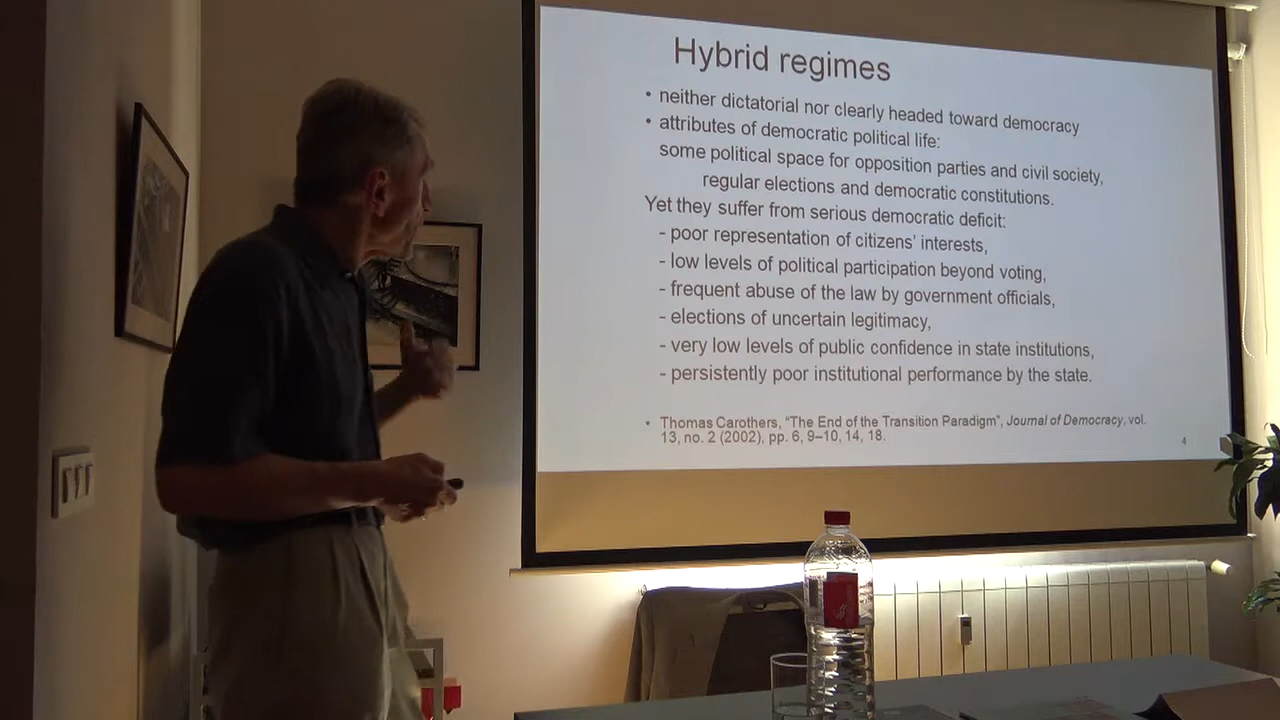 Hybrid regimes
• neither dictatorial nor clearly headed toward democracy
• attributes of democratic political life:
some political space for opposition parties and civil society,
regular elections and democratic constitutions.
Yet they suffer from serious democratic deficit:
- poor representation of citizens' interests,
- low levels of political participation beyond voting,
- frequent abuse of the law by government officials,
- elections of uncertain legitimacy,
- very low levels of public confidence in state institutions,
- persistently poor institutional performance by the state.
• Thomas Carothers, “The End of the Transition Paradigm”, Journal of Democracy, vol.
13, no. 2 (2002), pp. 6, 9–10, 14, 18.
4